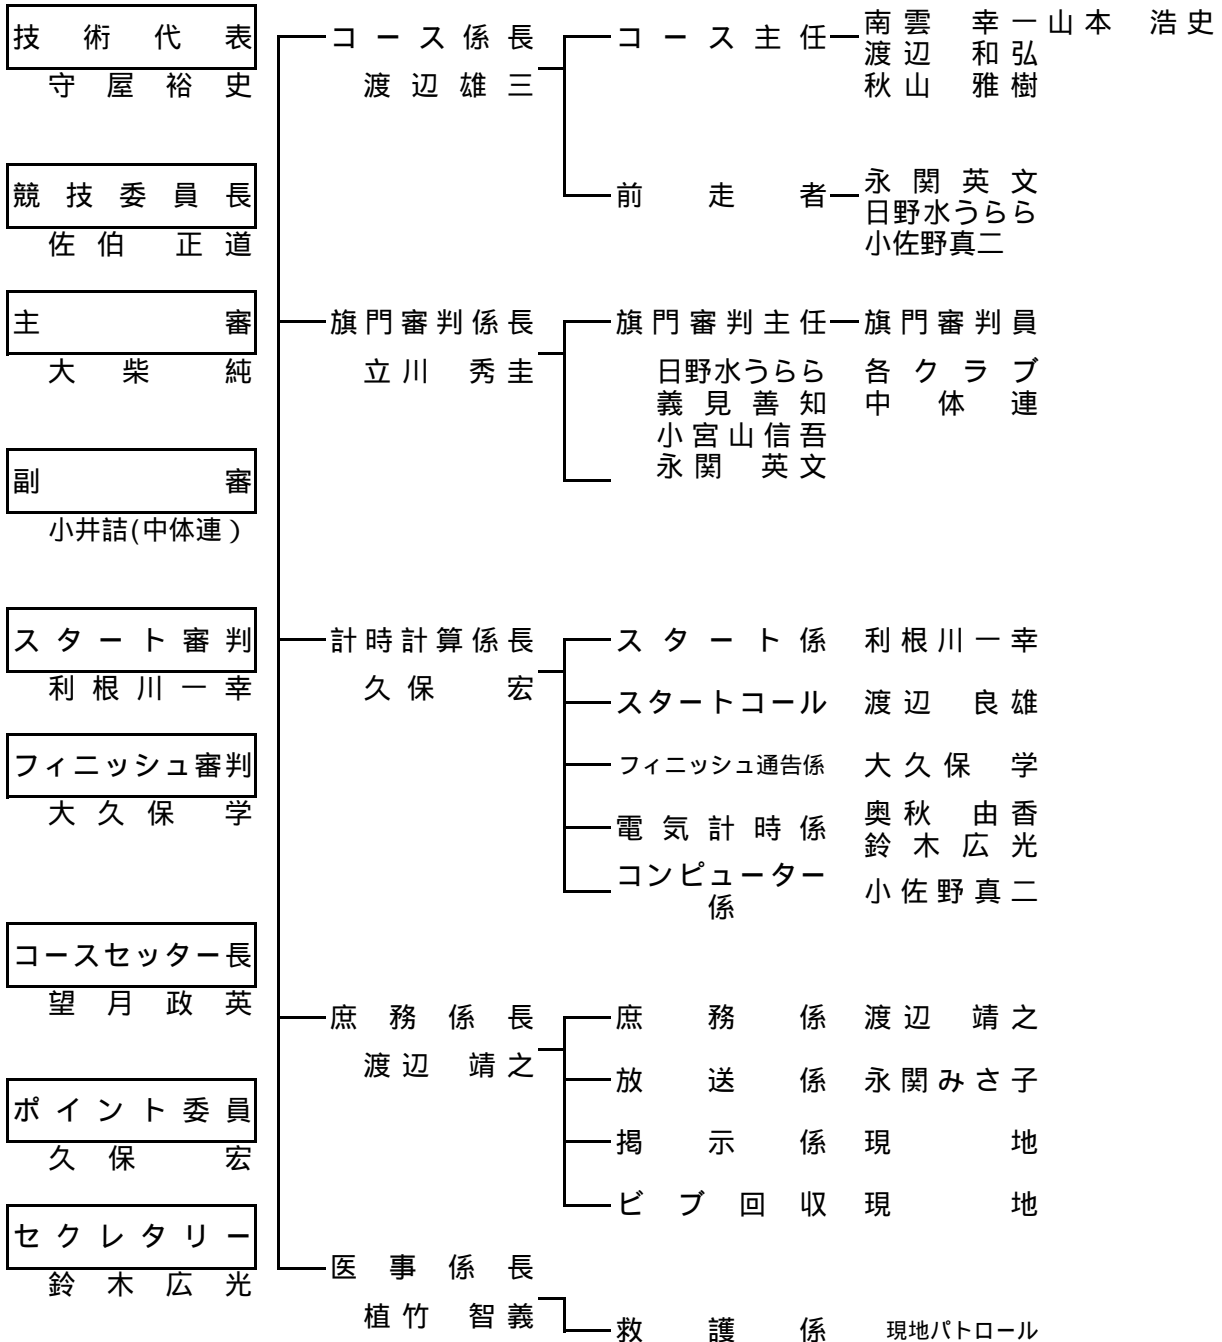 技術代表
守屋裕史
競技委員長
佐伯 正道
主審
大柴 純
副審
小井詰(中体連)
スタート審判
利根川一幸
フィニッシュ審判
大久保 学
コースセッター長
望月政英
ポイント委員
久保 宏
セクレタリー
鈴木広光
コース係長
渡辺雄三
コース主任
南雲 幸一 山本 浩史
渡辺 和弘
秋山 雅樹
前走者
永関英文
日野水うらら
小佐野真二
旗門審判係長
立川 秀圭
旗門審判主任
日野水うらら
義見善知
小宮山信吾
永関 英文
旗門審判員
各クラブ
中体連
計時計算係長
久保 宏
スタート係 利根川一幸
スタートコール 渡辺 良雄
フィニッシュ通告係 大久保 学
電気計時係 奥秋 由香
鈴木広光
コンピューター
係
小佐野真二
庶務係長
渡辺 靖之
庶務係 渡辺 靖之
放送係 永関みさ子
掲示係 現地
ビブ回収 現地
医事係長
植竹 智義
救護係 現地パトロール